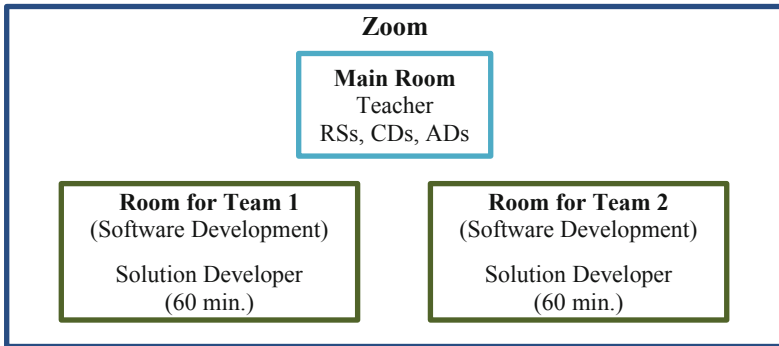 Zoom
Main Room
Teacher
RSs, CDs, ADs
Room for Team 1
(Software Development)
Solution Developer
(60 min.)
Room for Team 2
(Software Development)
Solution Developer
(60 min.)